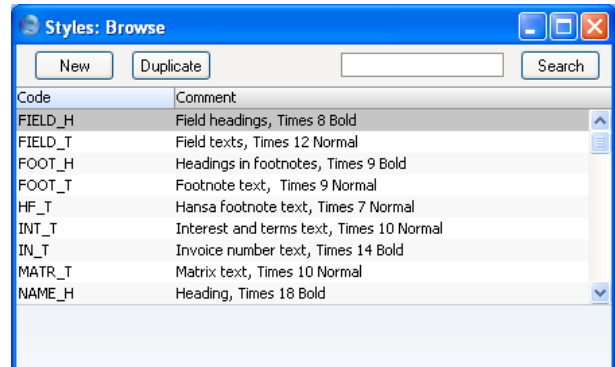 Styles: Browse
New Duplicate Search
Code Comment
FIELD_H Field headings, Times 8 Bold
FIELD_T Field texts, Times 12 Normal
FOOT_H Headings in footnotes, Times 9 Bold
FOOT_T Footnote text,  Times 9 Normal
HF_T Hansa footnote text, Times 7 Normal
INT_T Interest and terms text, Times 10 Normal
IN_T Invoice number text, Times 14 Bold
MATR_T Matrix text, Times 10 Normal
NAME_H Heading, Times 18 Bold